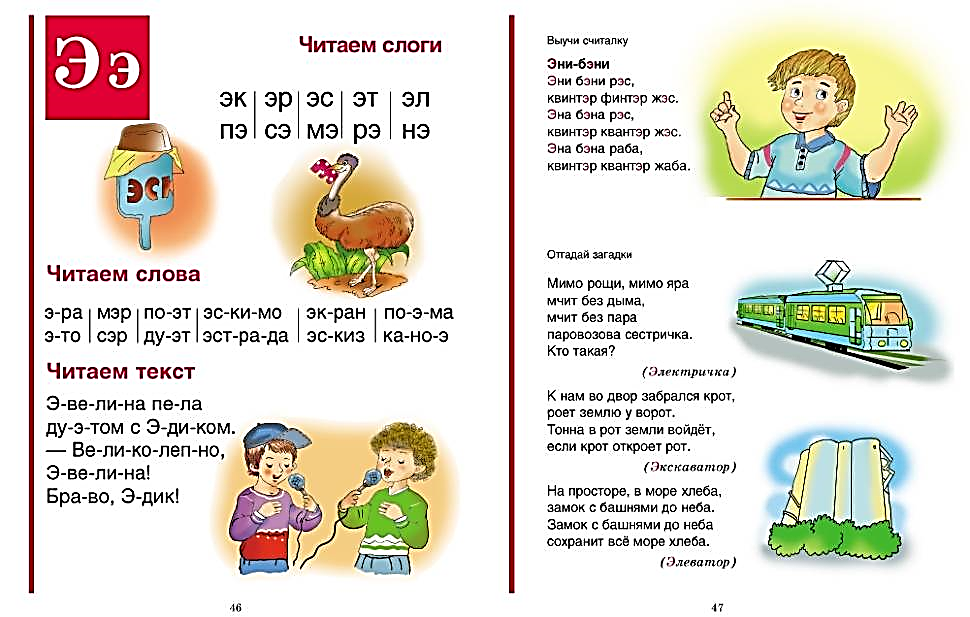 Ээ
Читаем слоги
эк | эр | эс | эт | эл
пэ | сэ | мэ | рэ | нэ
ЭСК
Читаем слова
э-ра | мэр | по-эт | эс-ки-мо | эк-ран | по-э-ма
э-то | сэр | ду-эт | эст-ра-да | эс-киз | ка-но-э
Читаем текст
Э-ве-ли-на пе-ла
ду-э-том с Э-ди-ком.
— Ве-ли-ко-леп-но,
Э-ве-ли-на!
Бра-во, Э-дик!
46
Выучи считалку
Эни-бэни
Эни бэни рэс,
квинтэр финтэр жэс.
Эна бэна рэс,
квинтэр квантэр жэс.
Эна бэна раба,
квинтэр квантэр жаба.
Отгадай загадки
Мимо рощи, мимо яра
мчит без дыма,
мчит без пара
паровозова сестричка.
Кто такая?
(Электричка)
К нам во двор забрался крот,
роет землю у ворот.
Тонна в рот земли войдёт,
если крот откроет рот.
(Экскаватор)
На просторе, в море хлеба,
замок с башнями до неба.
Замок с башнями до неба
сохранит всё море хлеба.
(Элеватор)
47